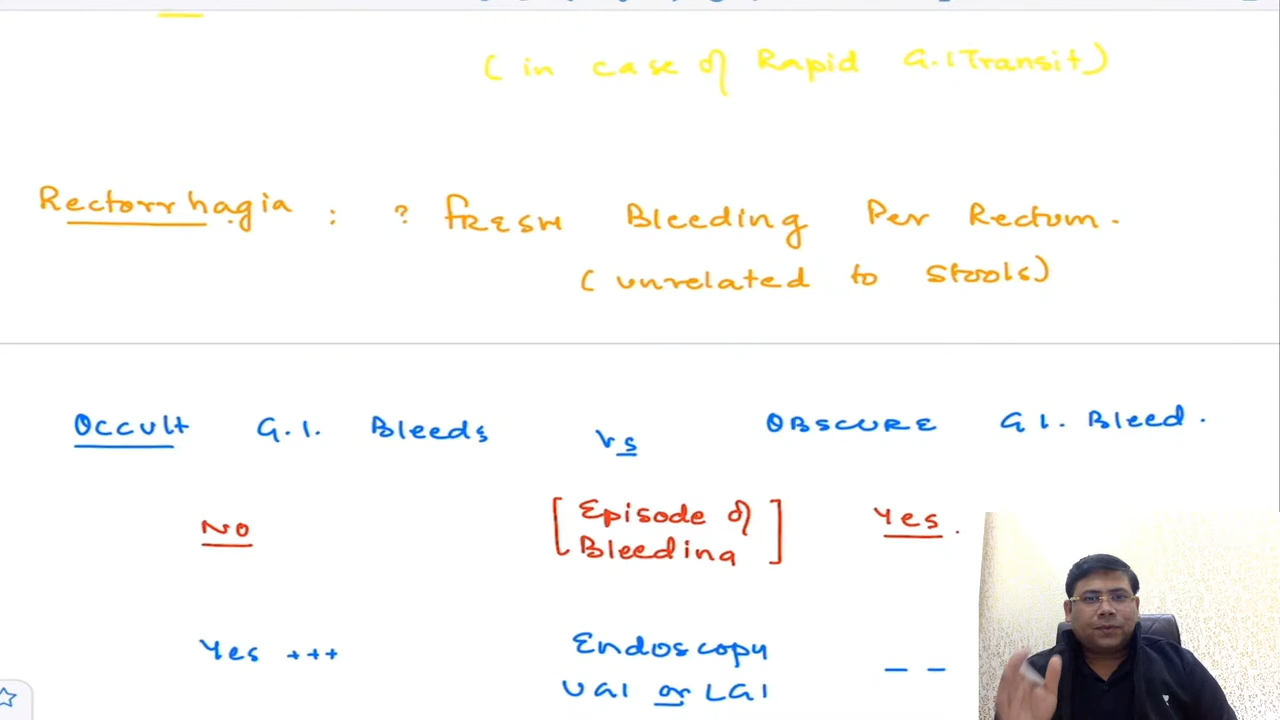 (in case of Rapid G.I Transit)
Rectorrhagia : ? FRESH Bleeding Per Rectum.
(unrelated to Stools)
Occult G.I. Bleeds vs OBSCURE GI. Bleed.
NO [Episode of Bleeding] Yes.
Yes +++ Endoscopy UGI or LGI – –